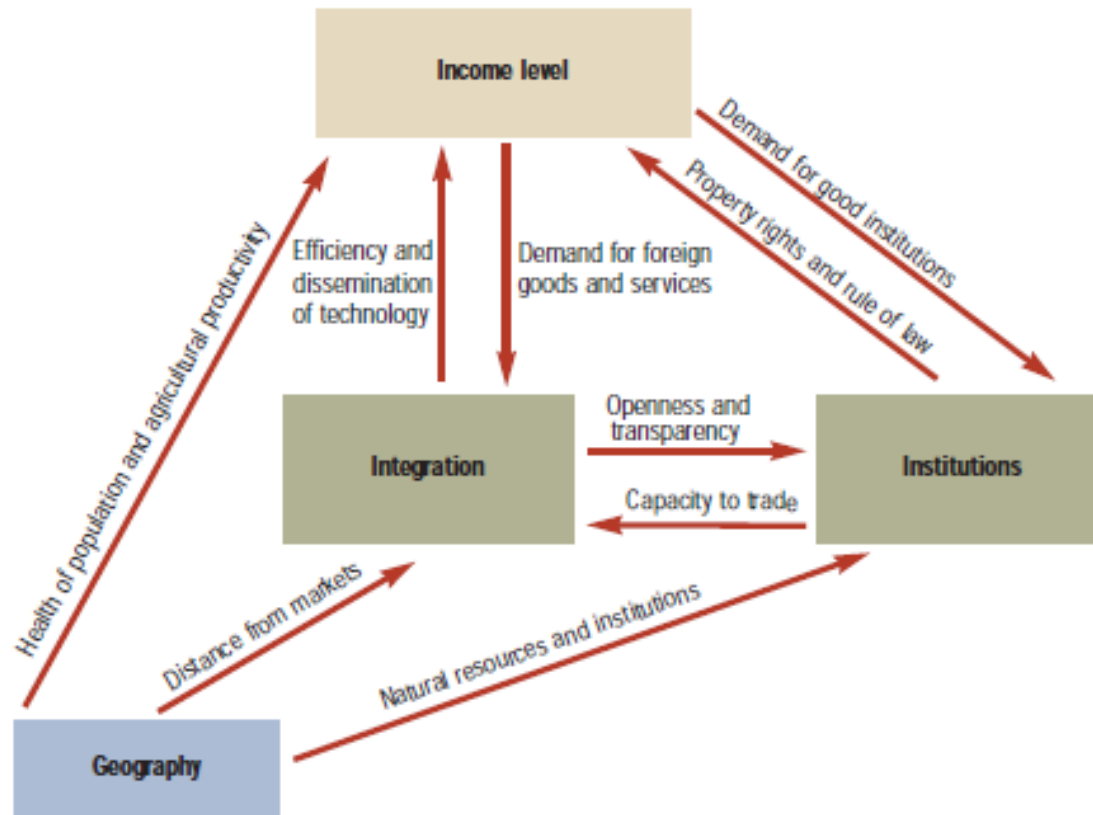 Income level
Demand for good institutions
Property rights and rule of law
Health of population and agricultural productivity
Efficiency and
dissemination
of technology
Demand for foreign
goods and services
Integration
Openness and
transparency
Capacity to trade
Institutions
Distance from markets
Natural resources and institutions
Geography